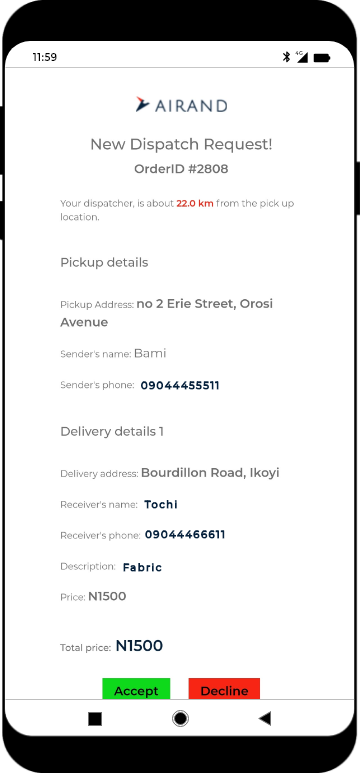 11:59
4G
AIRAND
New Dispatch Request!
OrderID #2808
Your dispatcher, is about 22.0 km from the pick up
location.
Pickup details
Pickup Address: no 2 Erie Street, Orosi
Avenue
Sender's name: Bami
Sender's phone: 09044455511
Delivery details 1
Delivery address: Bourdillon Road, Ikoyi
Receiver's name: Tochi
Receiver's phone: 09044466611
Description: Fabric
Price: N1500
Total price: N1500
Accept Decline